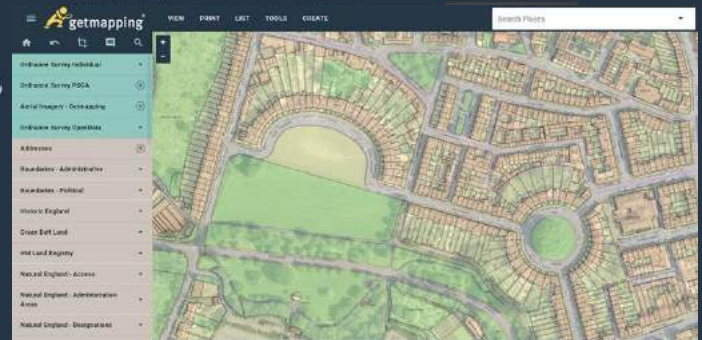 getmapping
VIEW PRINT LIST TOOLS CREATE
Search Places
+
-
Ordnance Survey Individual
Ordnance Survey PSGA
Aerial Imagery - Getmapping
Ordnance Survey OpenData
Addresses
Boundaries - Administrative
Boundaries - Political
Historic England
Green Belt Land
HM Land Registry
Natural England - Access
Natural England - Administration
Areas
Natural England - Designations